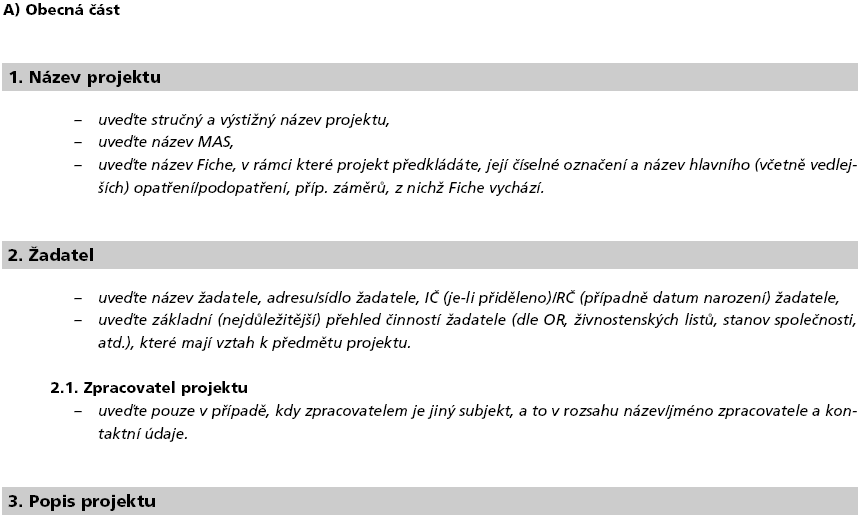 A) Obecná část
1. Název projektu
– uveďte stručný a výstižný název projektu,
– uveďte název MAS,
– uveďte název Fiche, v rámci které projekt předkládáte, její číselné označení a název hlavního (včetně vedlej-
ších) opatření/podopatření, příp. záměrů, z nichž Fiche vychází.
2. Žadatel
– uveďte název žadatele, adresu/sídlo žadatele, IČ (je-li přiděleno)/RČ (případně datum narození) žadatele,
– uveďte základní (nejdůležitější) přehled činností žadatele (dle OR, živnostenských listů, stanov společnosti,
atd.), které mají vztah k předmětu projektu.
2.1. Zpracovatel projektu
– uveďte pouze v případě, kdy zpracovatelem je jiný subjekt, a to v rozsahu název/jméno zpracovatele a kon-
taktní údaje.
3. Popis projektu